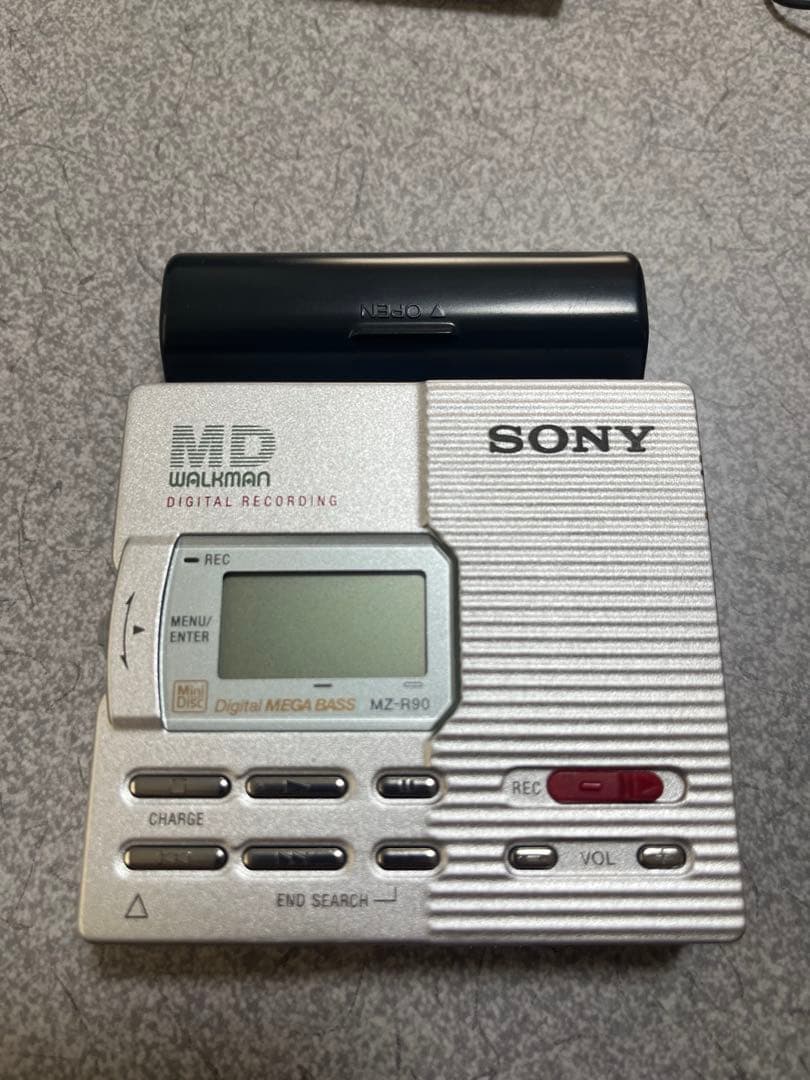 OPEN
MD
SONY
WALKMAN
DIGITAL RECORDING
REC
MENU/
ENTER
Mini
Disc
Digital MEGA BASS
MZ-R90
REC
CHARGE
VOL
END SEARCH